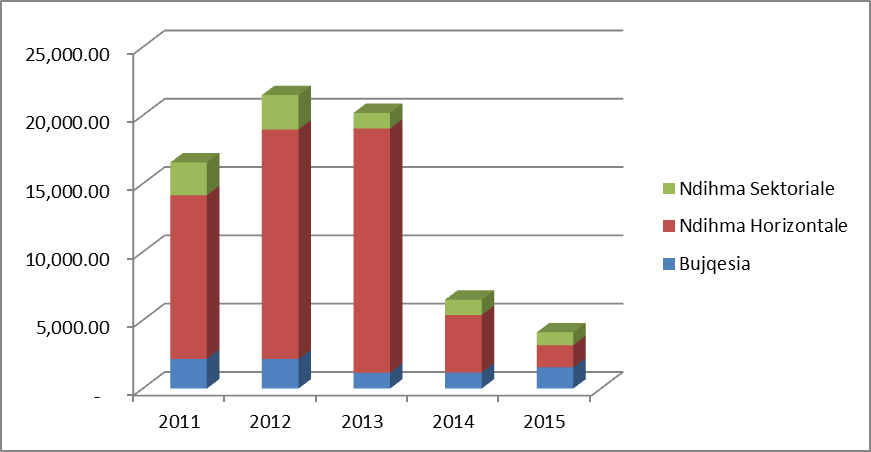 25,000.00
20,000.00
15,000.00
10,000.00
5,000.00
-
2011 2012 2013 2014 2015
Ndihma Sektoriale
Ndihma Horizontale
Bujqesia